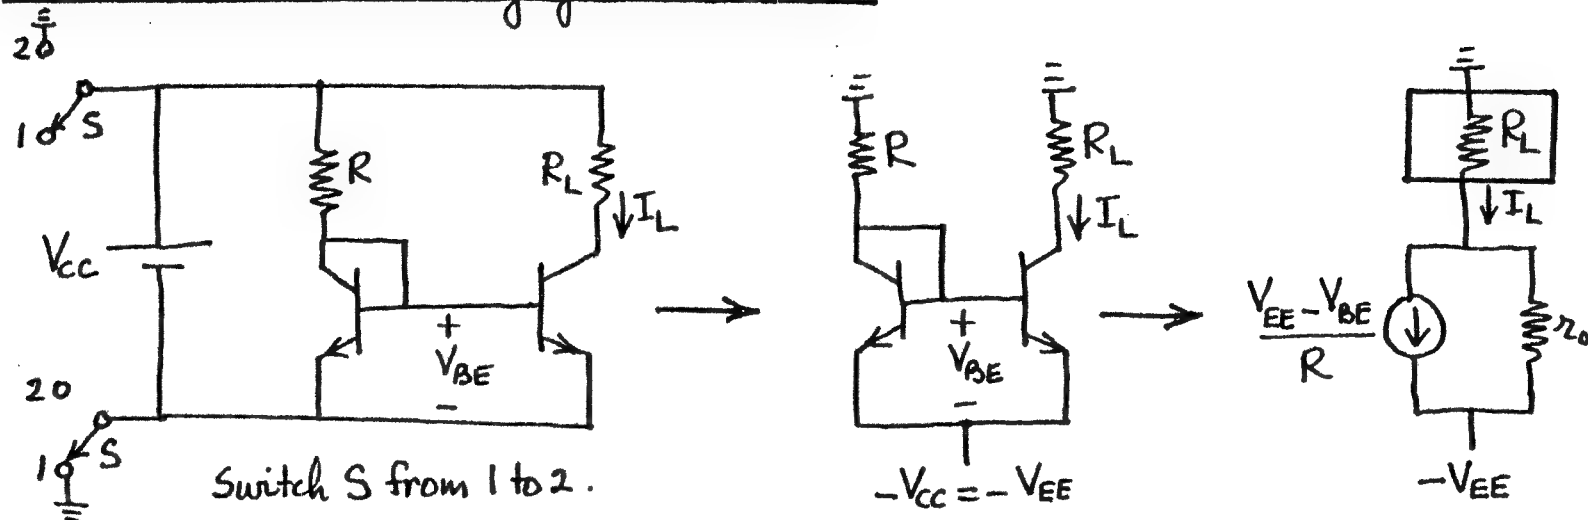 20
1 S
R
R_L
I_L
V_CC
+
V_BE
-
20
1 S
Switch S from 1 to 2.
R
R_L
I_L
+
V_BE
-
-V_CC = -V_EE
R_L
I_L
V_EE - V_BE
R
r_o
-V_EE